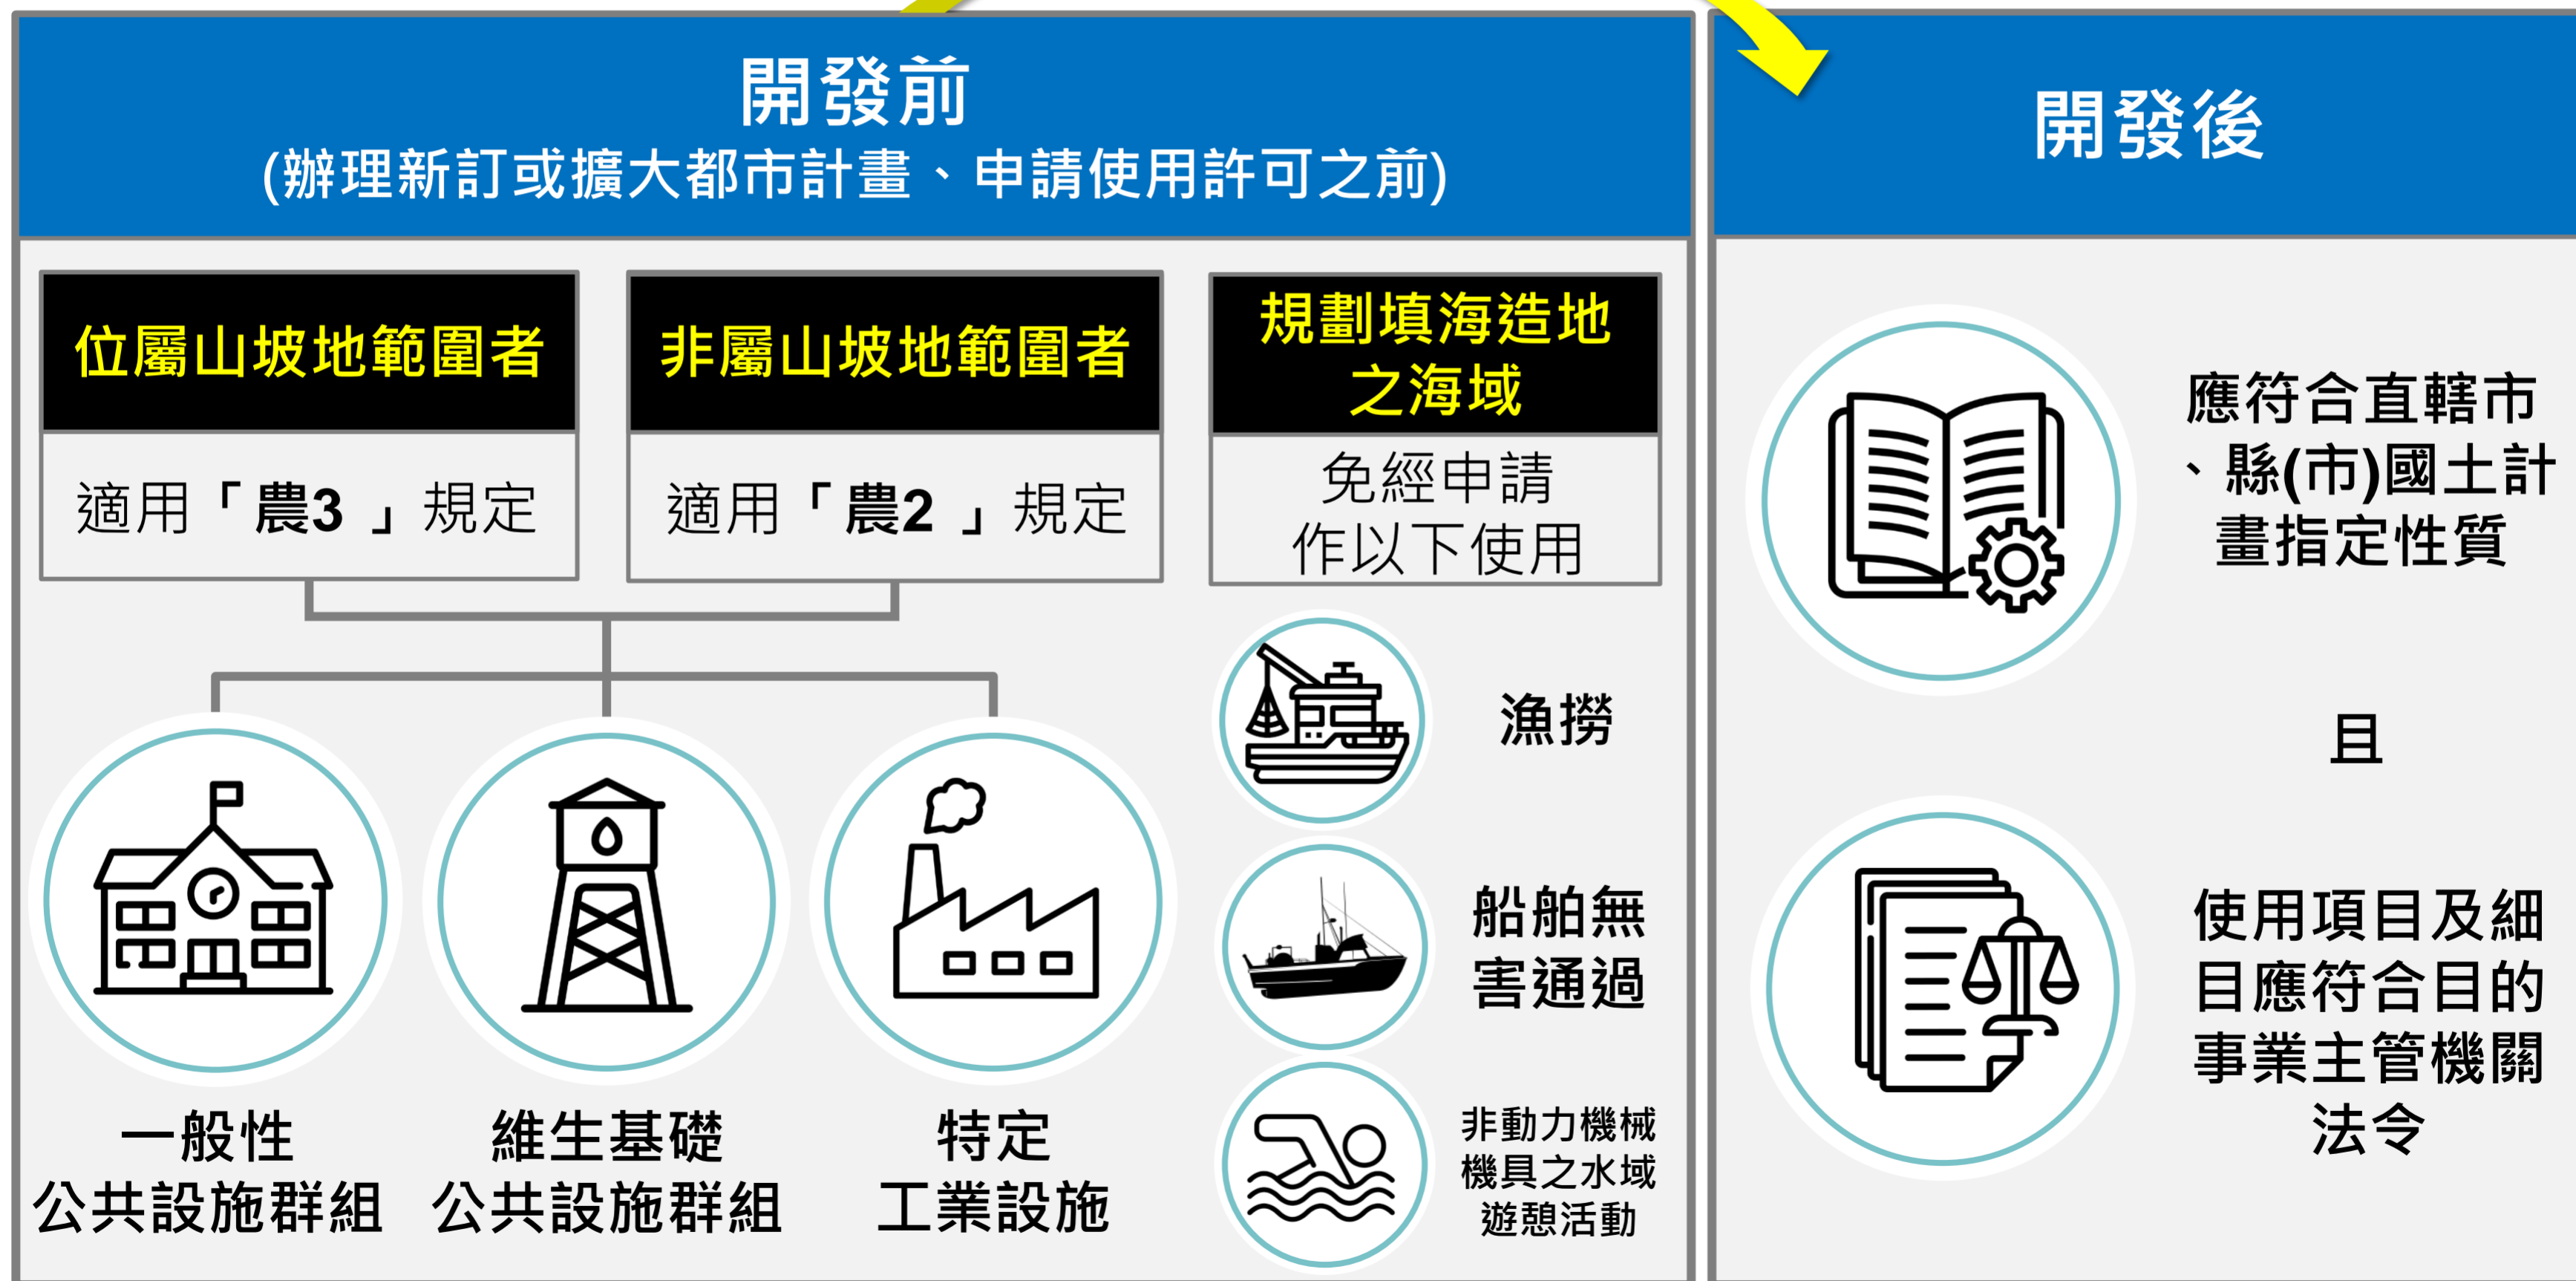 開發前
(辦理新訂或擴大都市計畫、申請使用許可之前)
位屬山坡地範圍者
適用「農3」規定
非屬山坡地範圍者
適用「農2」規定
規劃填海造地
之海域
免經申請
作以下使用
一般性
公共設施群組
維生基礎
公共設施群組
特定
工業設施
漁撈
船舶無
害通過
非動力機械
機具之水域
遊憩活動
開發後
應符合直轄市
、縣(市)國土計
畫指定性質
且
使用項目及細
目應符合目的
事業主管機關
法令